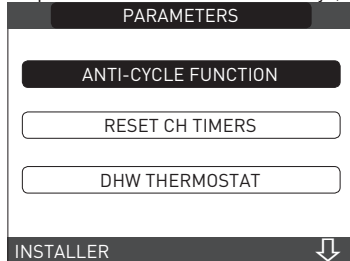 PARAMETERS
ANTI-CYCLE FUNCTION
RESET CH TIMERS
DHW THERMOSTAT
INSTALLER